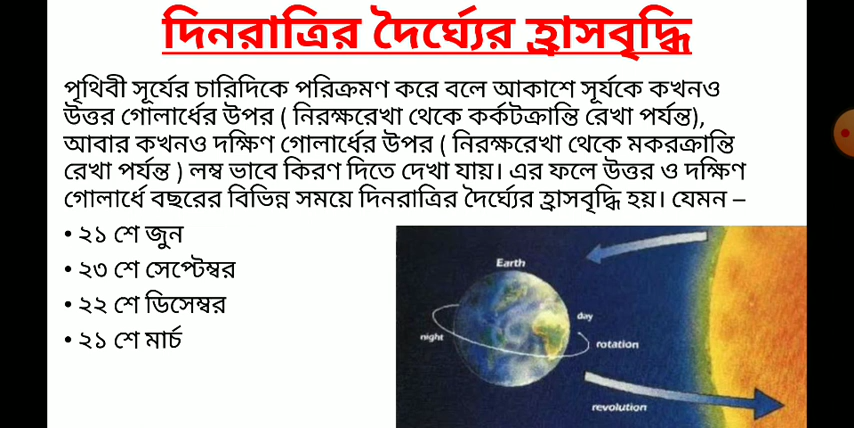 দিনরাত্রির দৈর্ঘ্যের হ্রাসবৃদ্ধি
পৃথিবী সূর্যের চারিদিকে পরিক্রমণ করে বলে আকাশে সূর্যকে কখনও
উত্তর গোলার্ধের উপর ( নিরক্ষরেখা থেকে কর্কটক্রান্তি রেখা পর্যন্ত),
আবার কখনও দক্ষিণ গোলার্ধের উপর ( নিরক্ষরেখা থেকে মকরক্রান্তি
রেখা পর্যন্ত ) লম্ব ভাবে কিরণ দিতে দেখা যায়। এর ফলে উত্তর ও দক্ষিণ
গোলার্ধে বছরের বিভিন্ন সময়ে দিনরাত্রির দৈর্ঘ্যের হ্রাসবৃদ্ধি হয়। যেমন –
• ২১ শে জুন
• ২৩ শে সেপ্টেম্বর
• ২২ শে ডিসেম্বর
• ২১ শে মার্চ
Earth
day
night
rotation
revolution